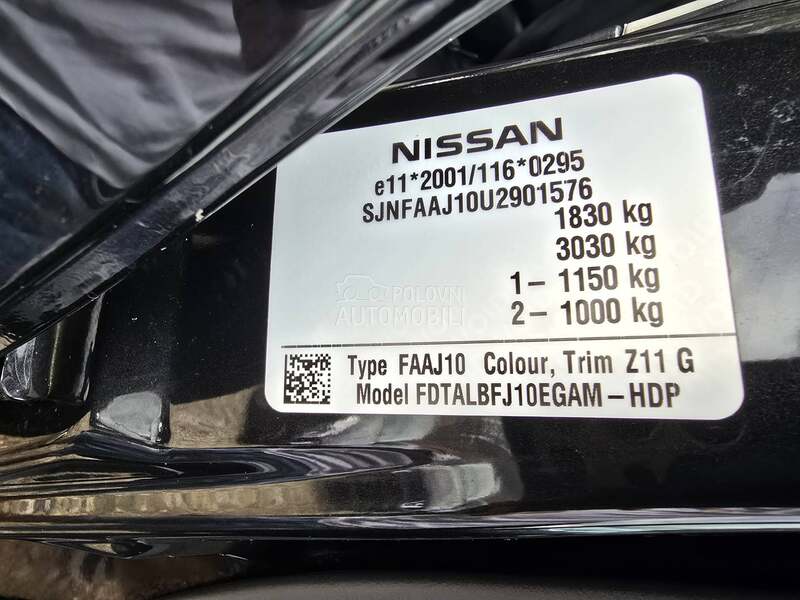 NISSAN
e11*2001/116*0295
SJNFAAJ10U2901576
1830 kg
3030 kg
1- 1150 kg
2- 1000 kg
POLOVNI
AUTOMOBILI
Type FAAJ10 Colour, Trim Z11 G
Model FDTALBFJ10EGAM-HDP